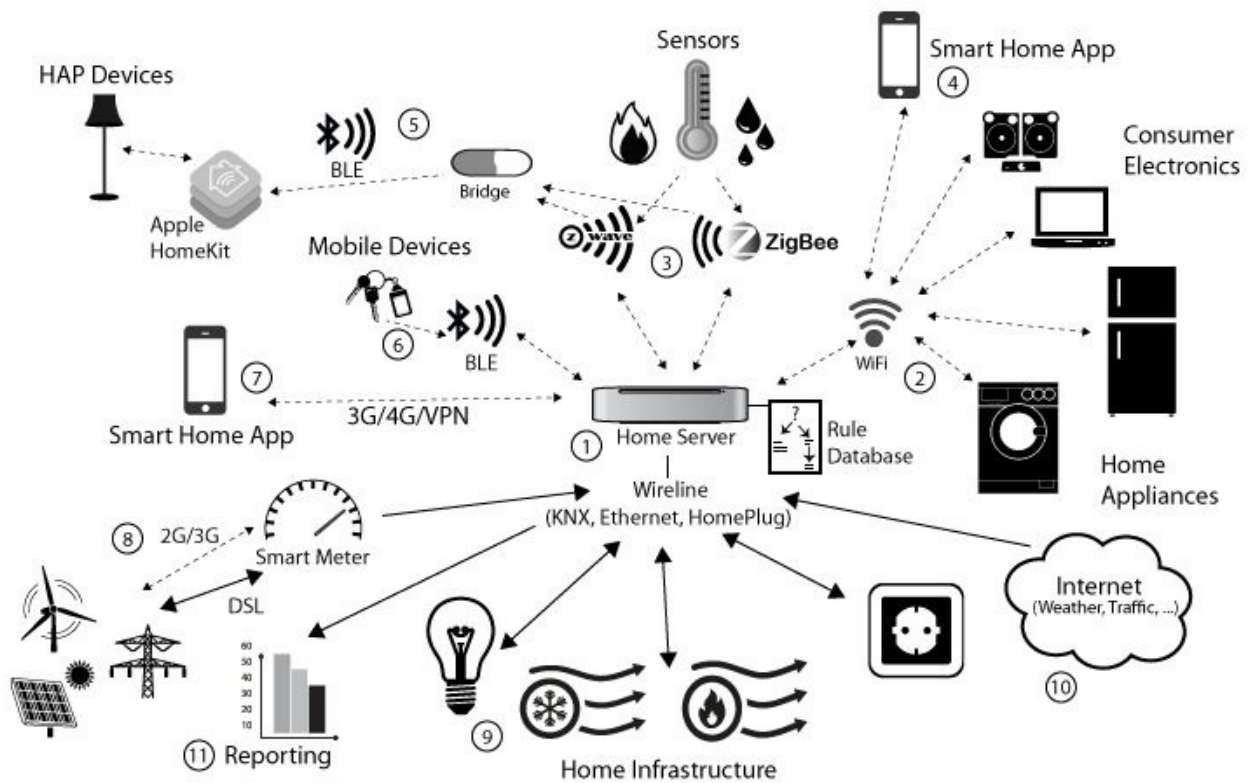 Sensors
Smart Home App
4
HAP Devices
5
BLE
Bridge
Consumer
Electronics
Apple
HomeKit
Z wave
3
Z ZigBee
Mobile Devices
6
BLE
WiFi
2
7
3G/4G/VPN
Smart Home App
1
Home Server
?
Rule
Database
Home
Appliances
Wireline
(KNX, Ethernet, HomePlug)
8
2G/3G
Smart Meter
DSL
Internet
(Weather, Traffic, ...)
10
60
50
40
30
20
10
11 Reporting
9
Home Infrastructure